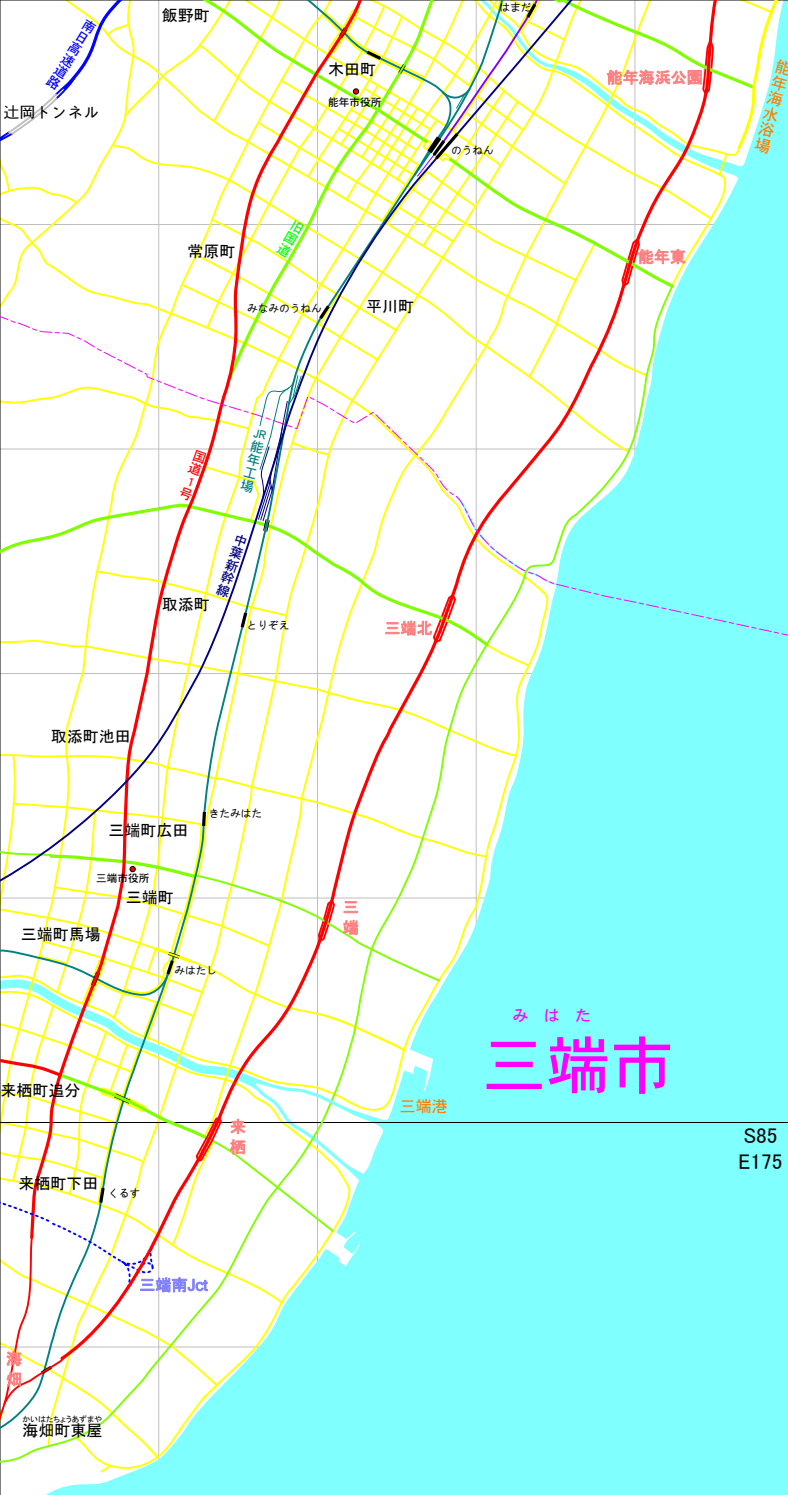 はまだ
飯野町
南日高速道路
木田町
能年市役所
能年海浜公園
能年海水浴場
辻岡トンネル
のうねん
旧国道
常原町
能年東
みなみのうねん
平川町
JR能年工場
国道1号
中葉新幹線
取添町
とりぞえ
三端北
取添町池田
きたみはた
三端町広田
三端市役所
三端町
三端
三端町馬場
みはたし
みはた
三端市
来栖町追分
三端港
来栖
S85
E175
来栖町下田
くるす
三端南Jct
海畑
かいはたちょうあずまや
海畑町東屋